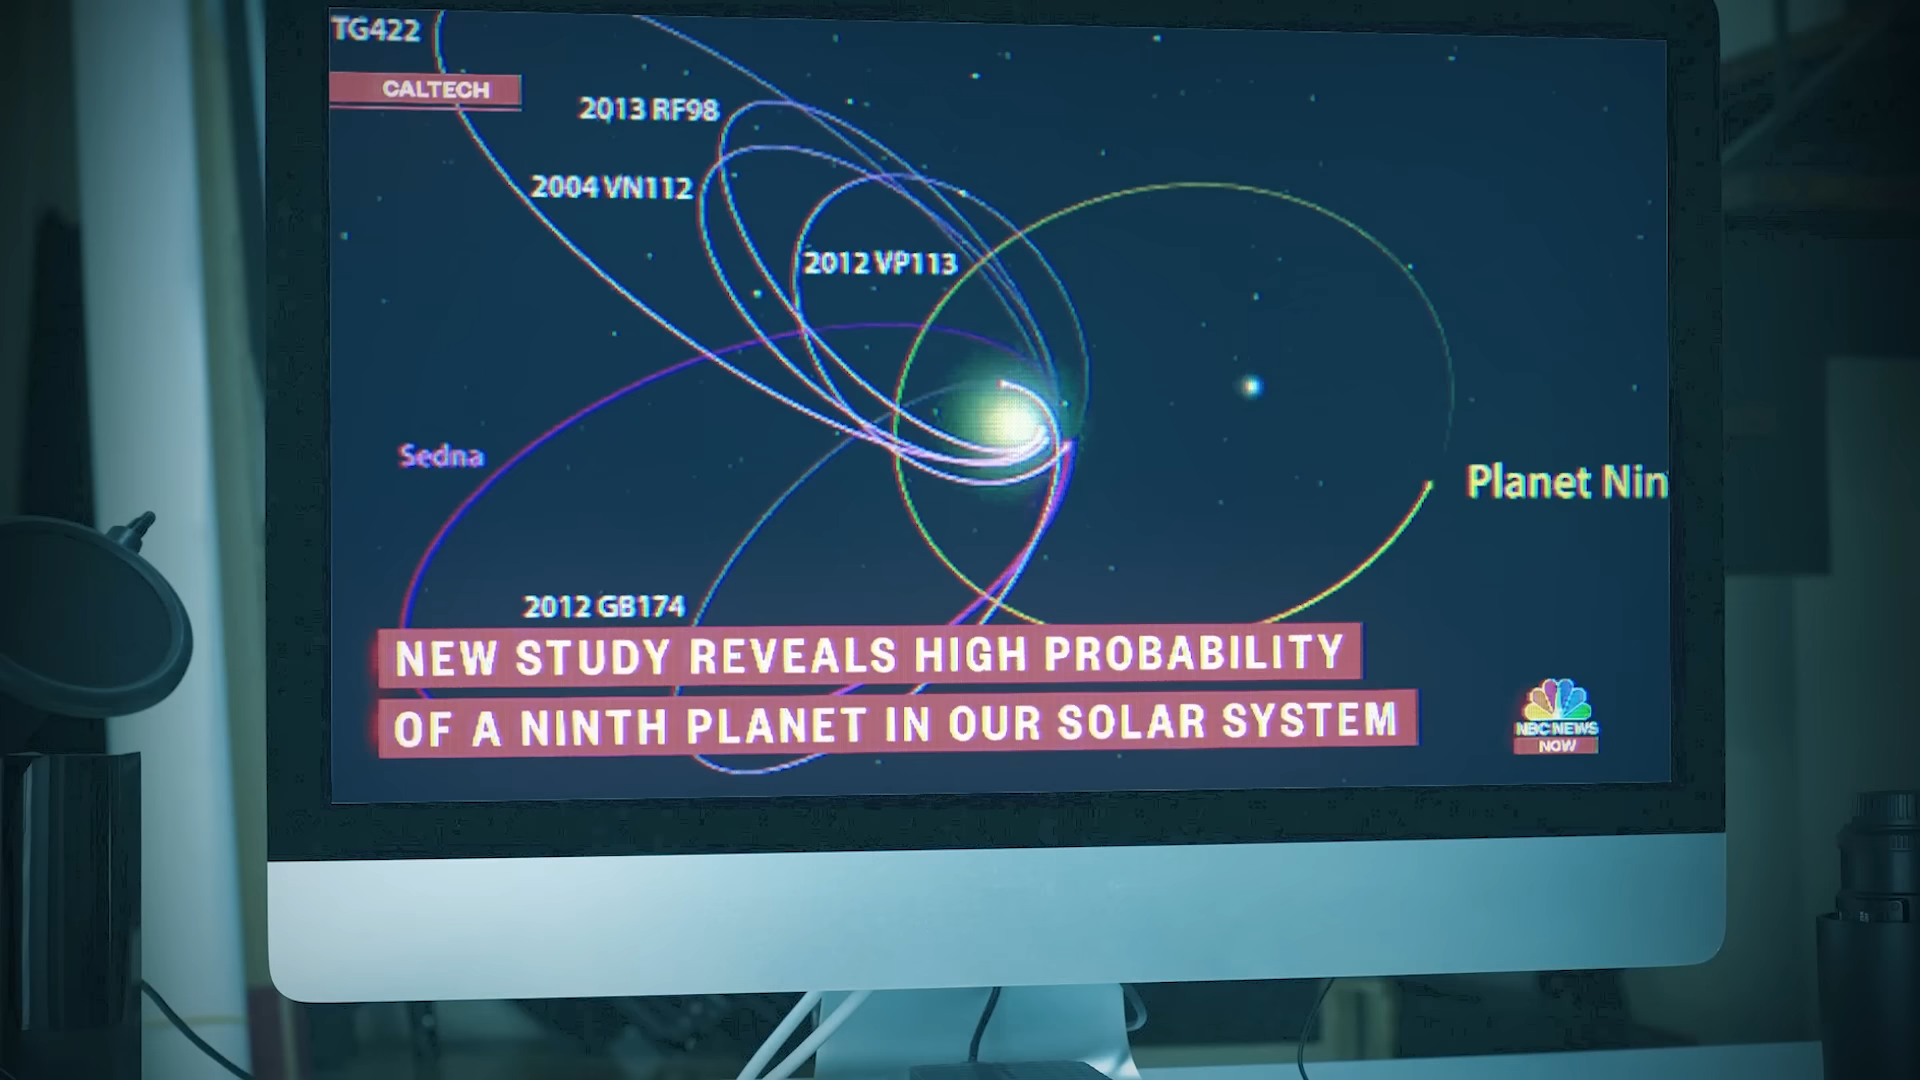 TG422
CALTECH
2013 RF98
2004 VN112
2012 VP113
Sedna
Planet Nin
2012 GB174
NEW STUDY REVEALS HIGH PROBABILITY
OF A NINTH PLANET IN OUR SOLAR SYSTEM
NBC NEWS
NOW